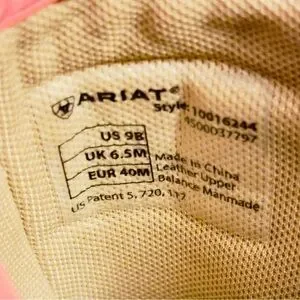 ARIAT®
Style: 10016244
4500037797
US 9B
UK 6.5M
EUR 40M
Made in China
Leather Upper
Balance Manmade
US Patent 5,720,117